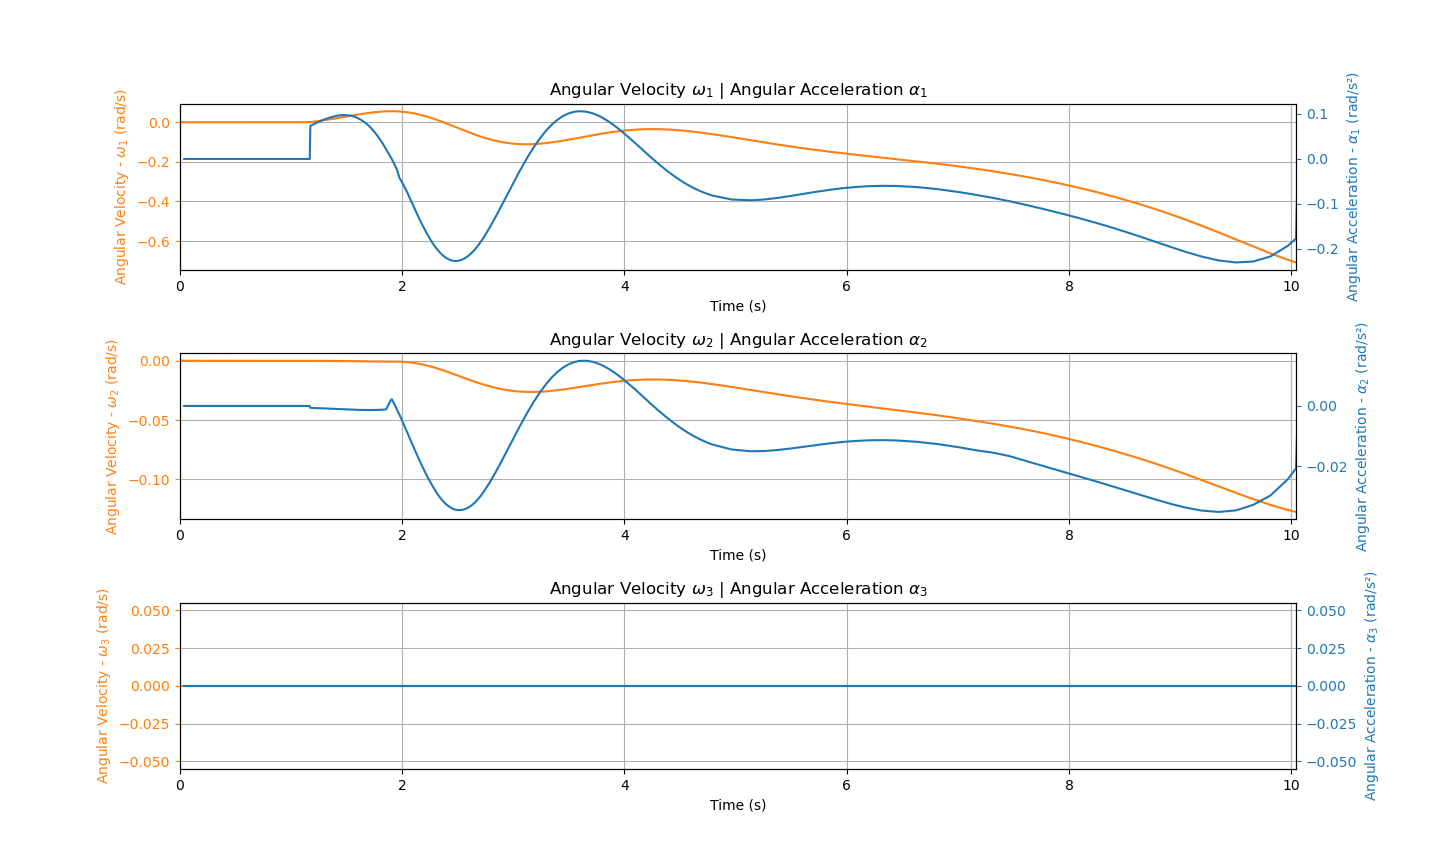 Angular Velocity ω₁ | Angular Acceleration α₁
Angular Velocity - ω₁ (rad/s)
0.0
−0.2
−0.4
−0.6
0.1
0.0
−0.1
−0.2
Angular Acceleration - α₁ (rad/s²)
0 2 4 6 8 10
Time (s)
Angular Velocity ω₂ | Angular Acceleration α₂
Angular Velocity - ω₂ (rad/s)
0.00
−0.05
−0.10
0.00
−0.02
Angular Acceleration - α₂ (rad/s²)
0 2 4 6 8 10
Time (s)
Angular Velocity ω₃ | Angular Acceleration α₃
Angular Velocity - ω₃ (rad/s)
0.050
0.025
0.000
−0.025
−0.050
0.050
0.025
0.000
−0.025
−0.050
Angular Acceleration - α₃ (rad/s²)
0 2 4 6 8 10
Time (s)